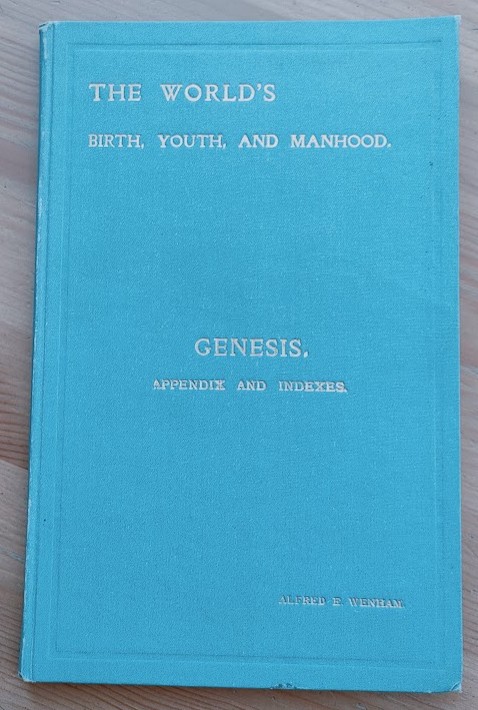 THE WORLD'S
BIRTH, YOUTH, AND MANHOOD.
GENESIS.
APPENDIX AND INDEXES.
ALFRED E. WENHAM.